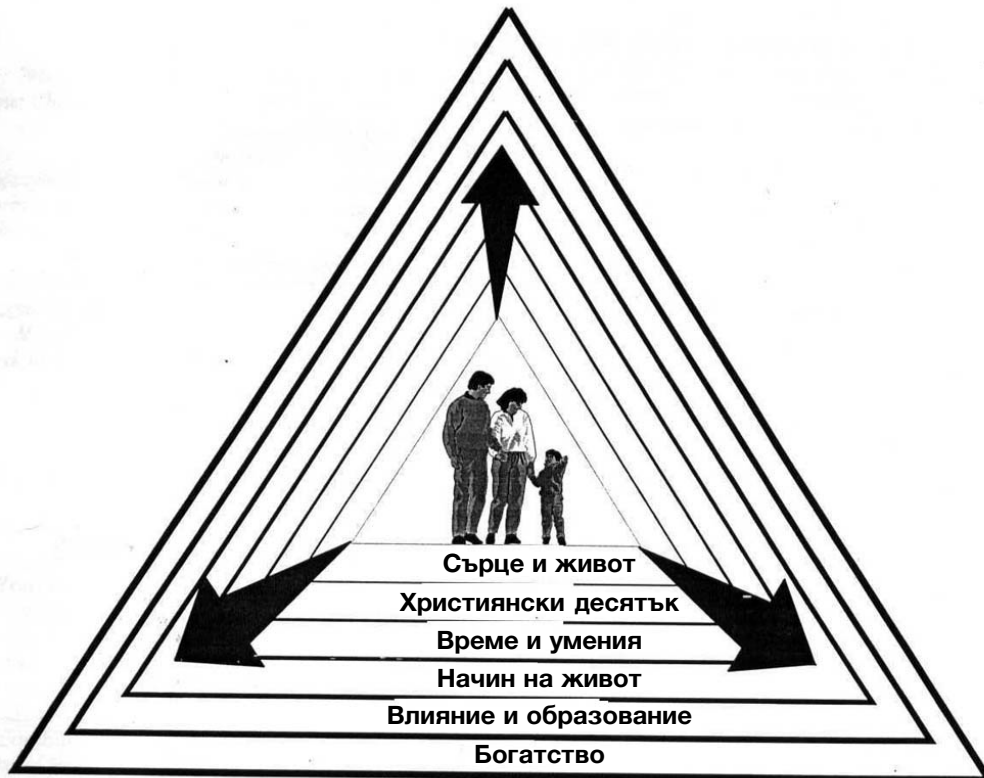 Сърце и живот
Християнски десятък
Време и умения
Начин на живот
Влияние и образование
Богатство